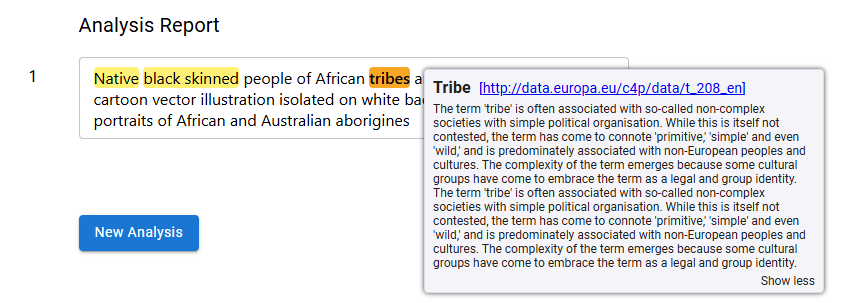 Analysis Report
1
Native black skinned people of African tribes a
cartoon vector illustration isolated on white
portraits of African and Australian aborigines
Tribe [http://data.europa.eu/c4p/data/t_208_en]
The term 'tribe' is often associated with so-called non-complex
societies with simple political organisation. While this is itself not
contested, the term has come to connote 'primitive,' 'simple' and even
'wild,' and is predominately associated with non-European peoples and
cultures. The complexity of the term emerges because some cultural
groups have come to embrace the term as a legal and group identity.
The term 'tribe' is often associated with so-called non-complex
societies with simple political organisation. While this is itself not
contested, the term has come to connote 'primitive,' 'simple' and even
'wild,' and is predominately associated with non-European peoples and
cultures. The complexity of the term emerges because some cultural
groups have come to embrace the term as a legal and group identity.
Show less
New Analysis